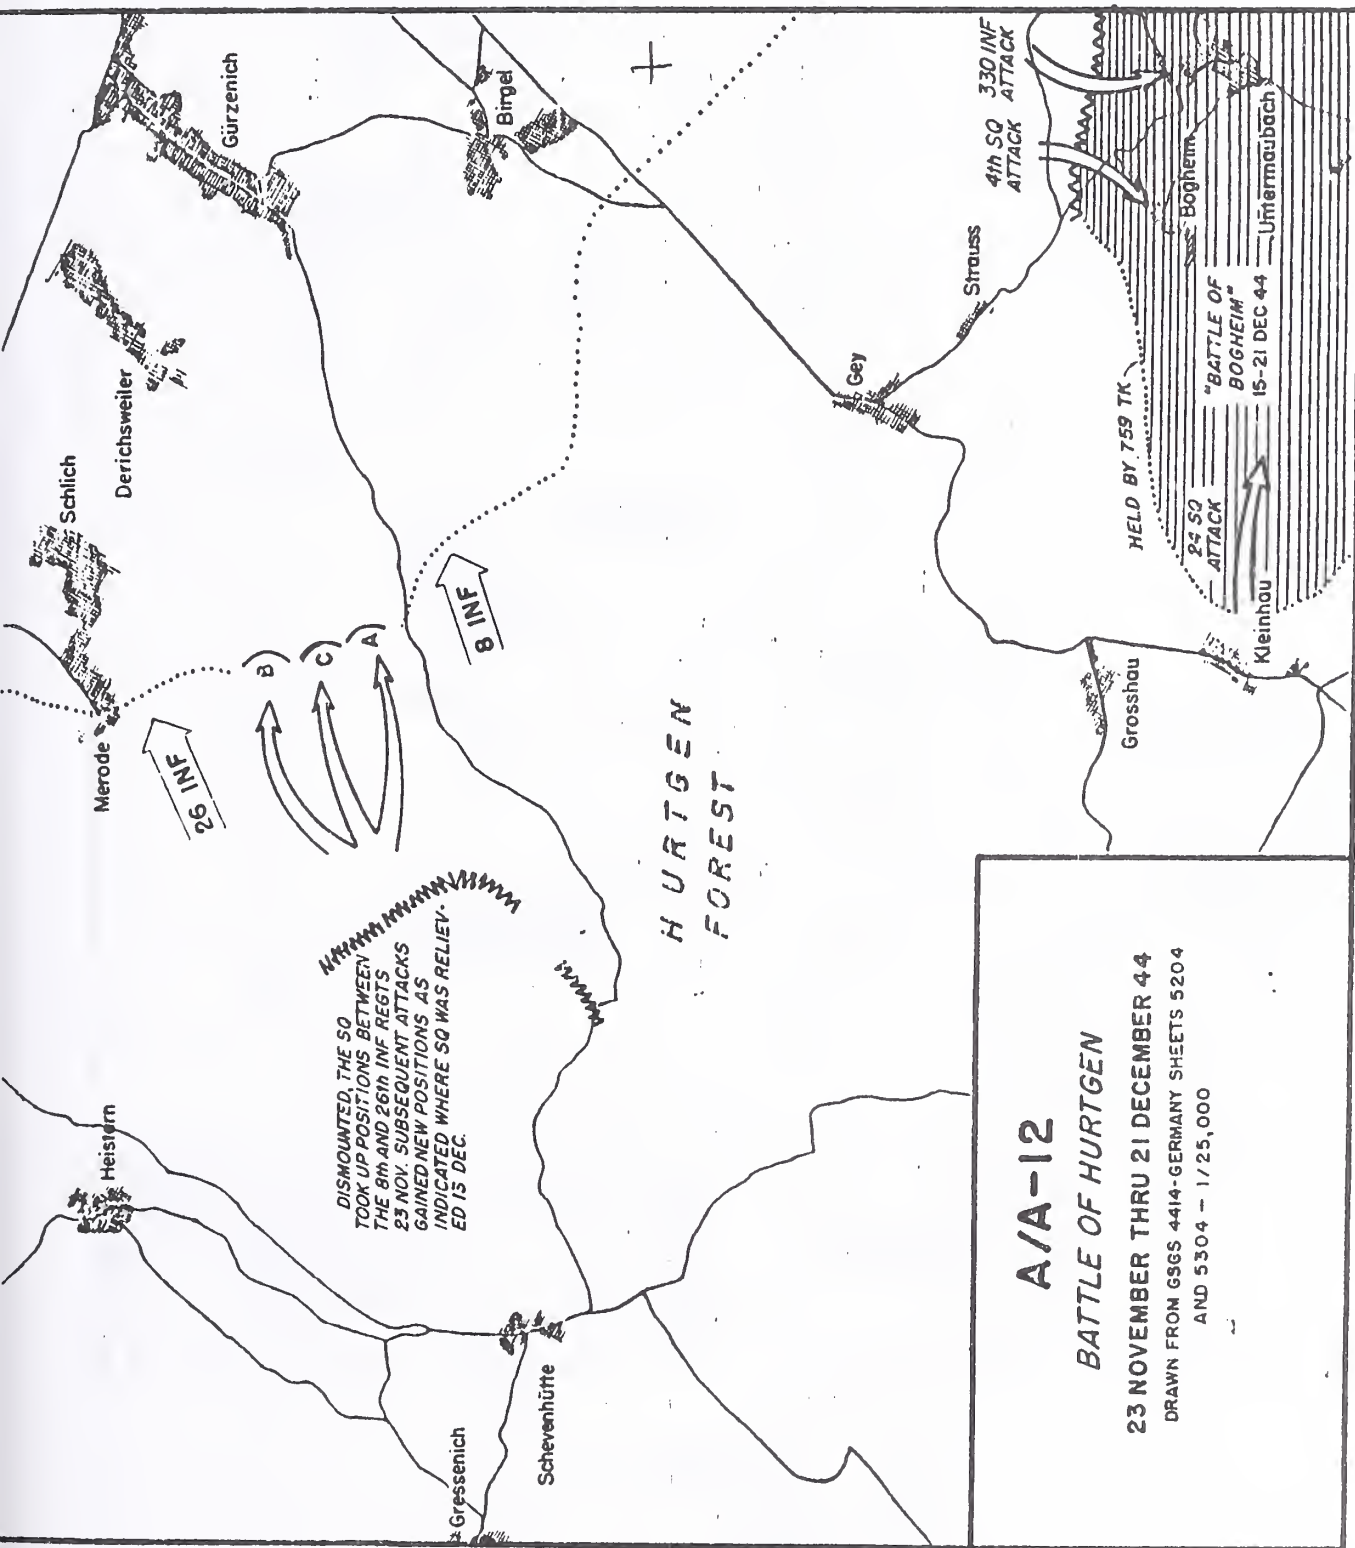 Heistern
Gressenich
Schevenhütte
DISMOUNTED, THE SQ
TOOK UP POSITIONS BETWEEN
THE 8th AND 26th INF REGTS
23 NOV. SUBSEQUENT ATTACKS
GAINED NEW POSITIONS AS
INDICATED WHERE SQ WAS RELIEV-
ED 13 DEC.
Merode
Schlich
Derichsweiler
Gürzenich
Birgel
26 INF
B
C
A
8 INF
HURTGEN
FOREST
Gey
Strauss
Grosshau
Kleinhau
HELD BY 759 TK
24 SQ
ATTACK
"BATTLE OF
BOGHEIM"
15-21 DEC 44
4th SQ
ATTACK
330 INF
ATTACK
Bogheim
Untermaubach
A/A-12
BATTLE OF HURTGEN
23 NOVEMBER THRU 21 DECEMBER 44
DRAWN FROM GSGS 4414-GERMANY SHEETS 5204
AND 5304 - 1/25,000